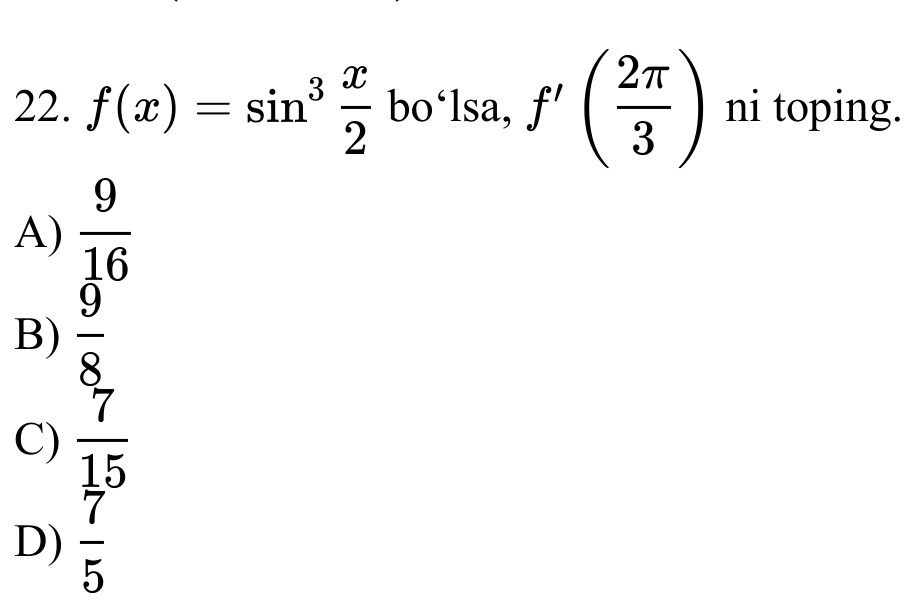 22. f(x) = sin³ x/2 bo‘lsa, f′ (2π/3) ni toping.
A) 9/16
B) 9/8
C) 7/15
D) 7/5